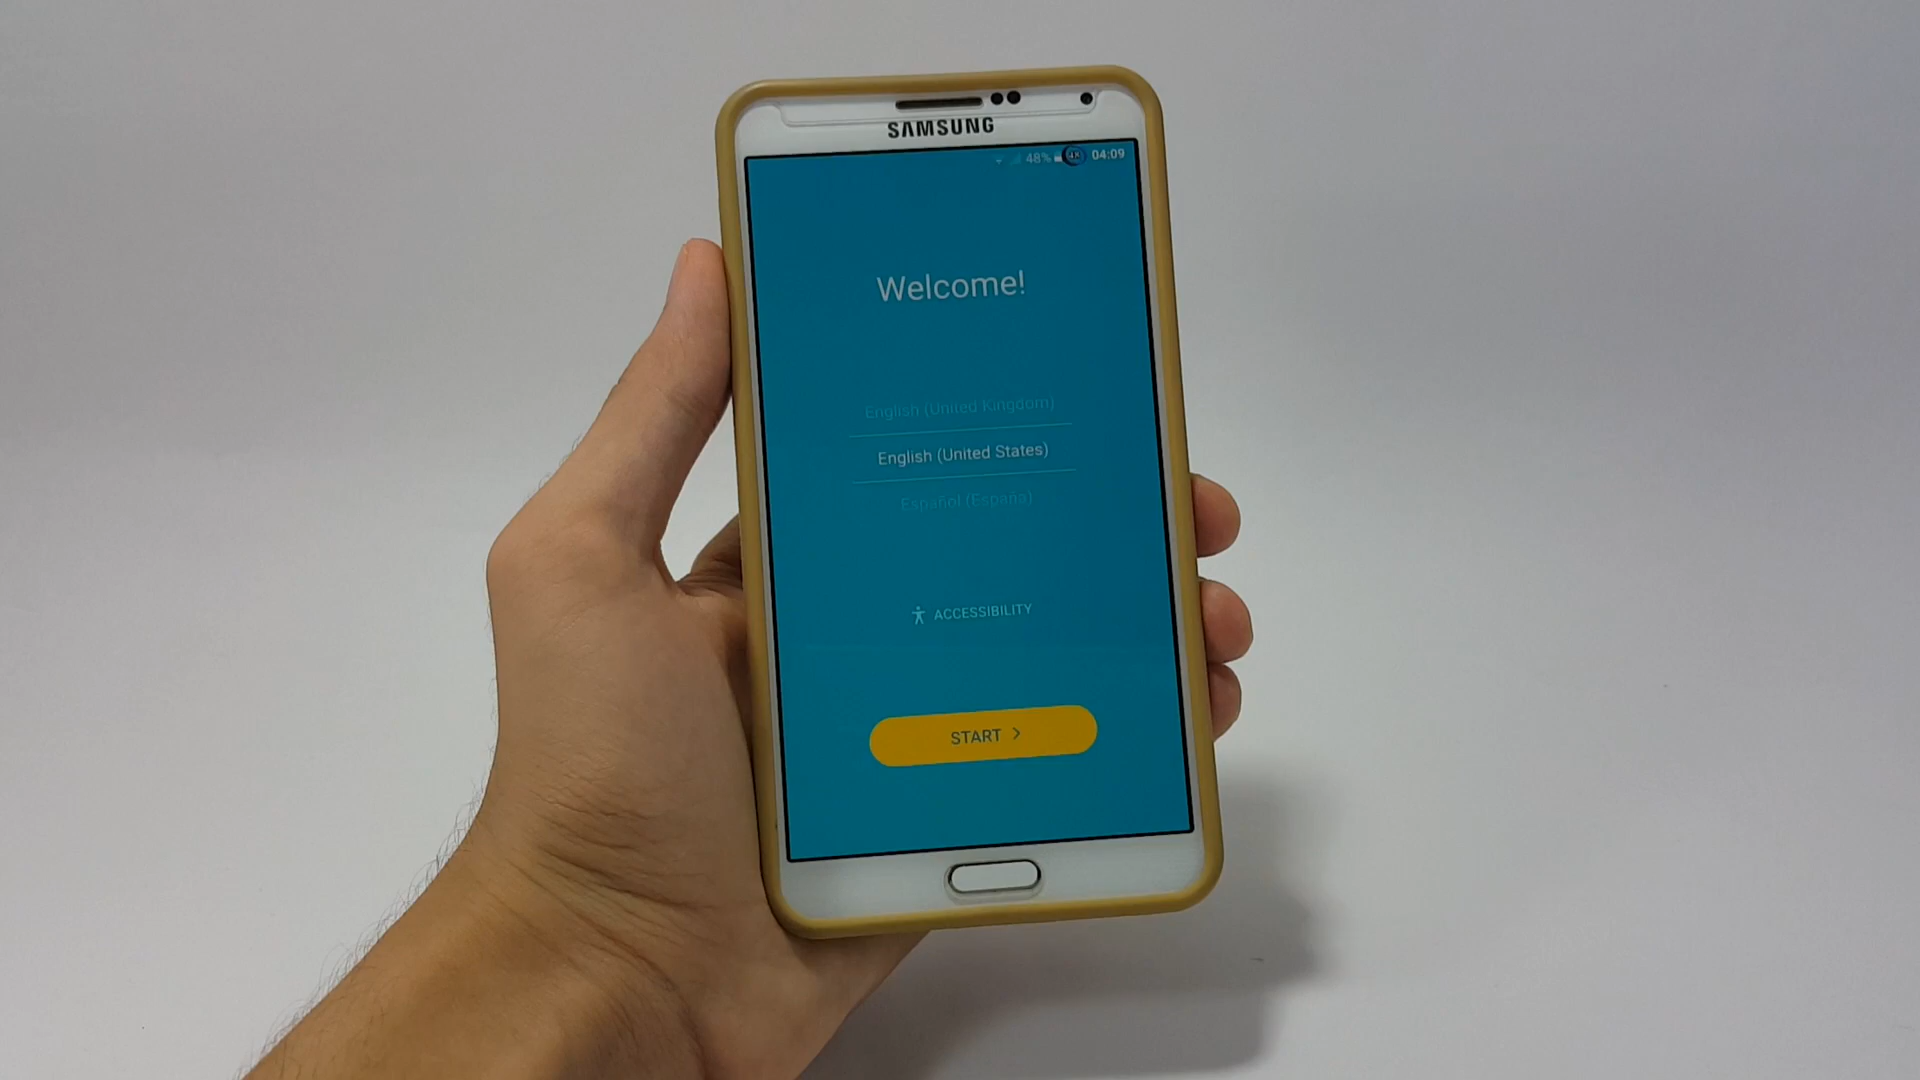 SAMSUNG
48% 04:09
Welcome!
English (United Kingdom)
English (United States)
Español (España)
ACCESSIBILITY
START >